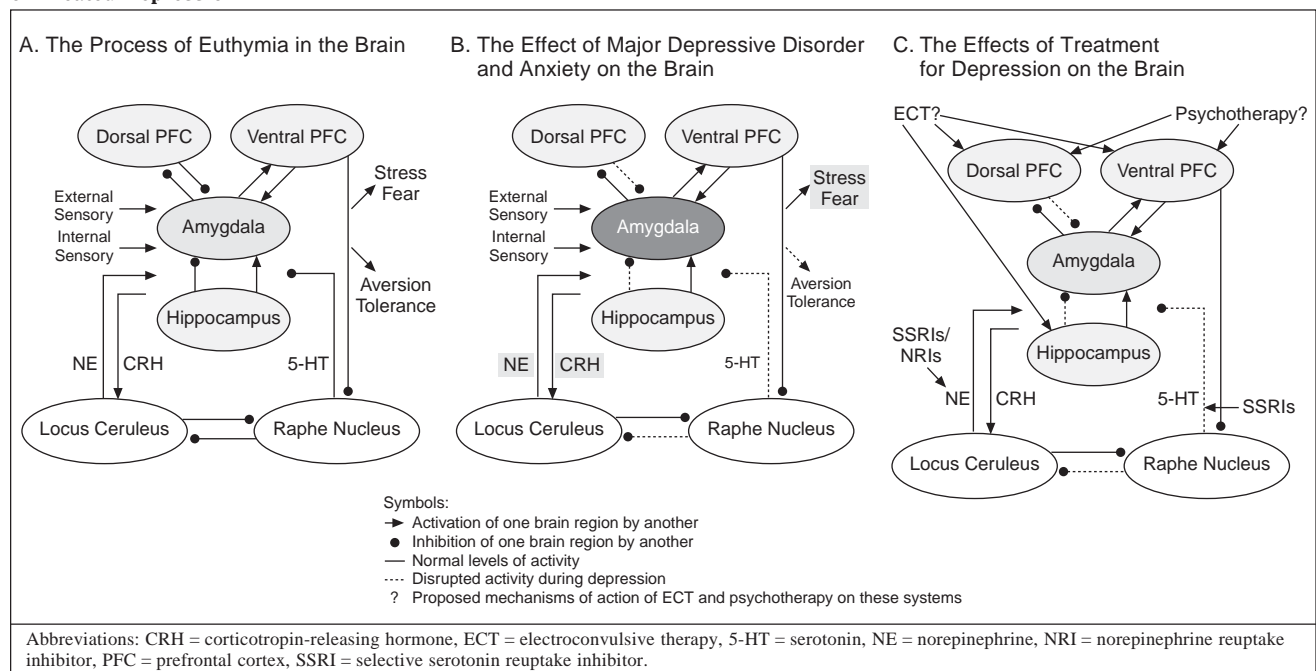 A. The Process of Euthymia in the Brain
Dorsal PFC
Ventral PFC
External
Sensory
Internal
Sensory
Amygdala
Stress
Fear
Aversion
Tolerance
Hippocampus
NE
CRH
5-HT
Locus Ceruleus
Raphe Nucleus
B. The Effect of Major Depressive Disorder
and Anxiety on the Brain
Dorsal PFC
Ventral PFC
External
Sensory
Internal
Sensory
Amygdala
Stress
Fear
Aversion
Tolerance
Hippocampus
NE
CRH
5-HT
Locus Ceruleus
Raphe Nucleus
C. The Effects of Treatment
for Depression on the Brain
ECT?
Psychotherapy?
Dorsal PFC
Ventral PFC
Amygdala
Hippocampus
SSRIs/
NRIs
NE
CRH
5-HT
SSRIs
Locus Ceruleus
Raphe Nucleus
Symbols:
Activation of one brain region by another
Inhibition of one brain region by another
Normal levels of activity
Disrupted activity during depression
? Proposed mechanisms of action of ECT and psychotherapy on these systems
Abbreviations: CRH = corticotropin-releasing hormone, ECT = electroconvulsive therapy, 5-HT = serotonin, NE = norepinephrine, NRI = norepinephrine reuptake
inhibitor, PFC = prefrontal cortex, SSRI = selective serotonin reuptake inhibitor.